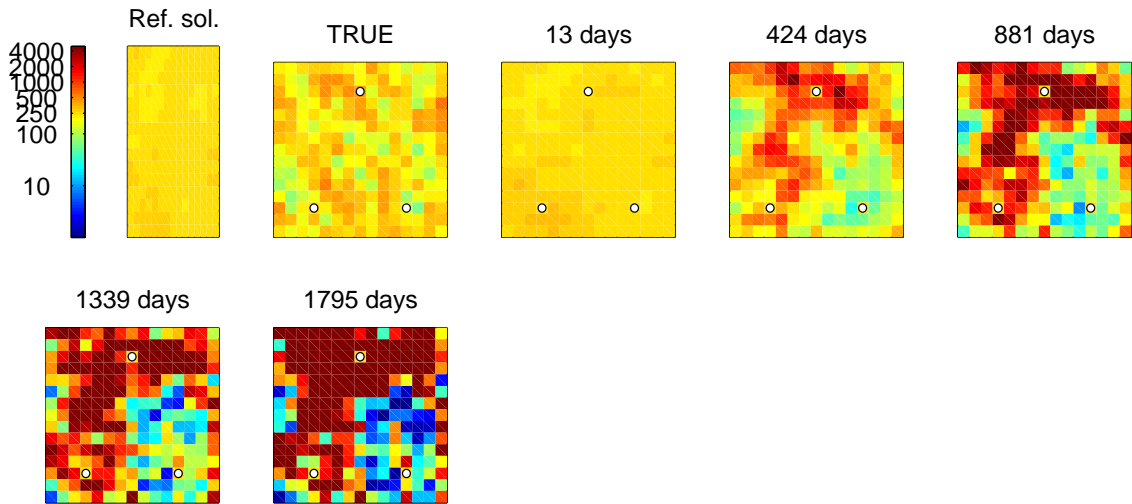 Ref. sol.
TRUE
13 days
424 days
881 days
4000
2000
1000
500
250
100
10
1339 days
1795 days